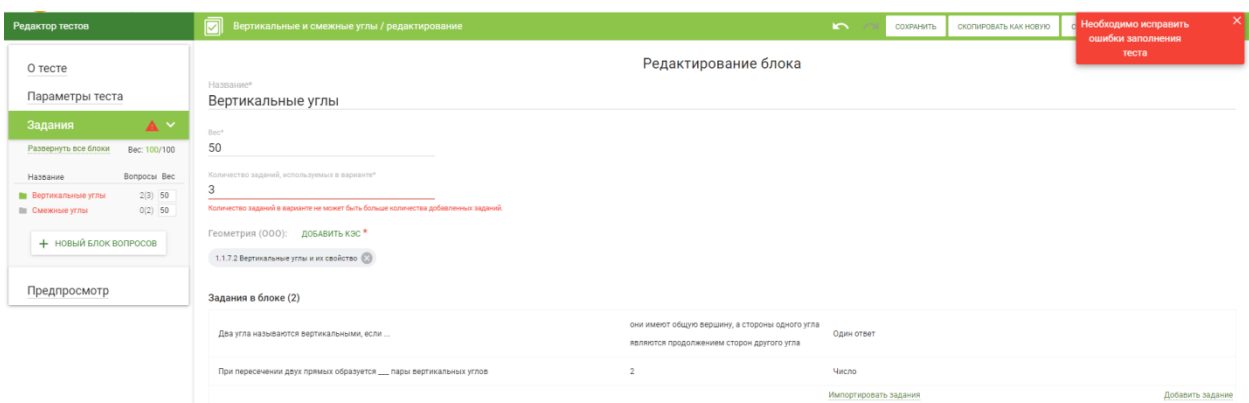 Редактор тестов
Вертикальные и смежные углы / редактирование
СОХРАНИТЬ
СКОПИРОВАТЬ КАК НОВУЮ
Необходимо исправить
ошибки заполнения
теста
О тесте
Параметры теста
Задания
Развернуть все блоки Вес: 100/100
Название Вопросы Вес
Вертикальные углы 2(3) 50
Смежные углы 0(2) 50
+ НОВЫЙ БЛОК ВОПРОСОВ
Предпросмотр
Редактирование блока
Название*
Вертикальные углы
Вес*
50
Количество заданий, используемых в варианте*
3
Количество заданий в варианте не может быть больше количества добавленных заданий.
Геометрия (ООО): ДОБАВИТЬ КЭС *
1.1.7.2 Вертикальные углы и их свойство
Задания в блоке (2)
Два угла называются вертикальными, если ...
они имеют общую вершину, а стороны одного угла
являются продолжением сторон другого угла
Один ответ
При пересечении двух прямых образуется ___ пары вертикальных углов 2 Число
Импортировать задания Добавить задание